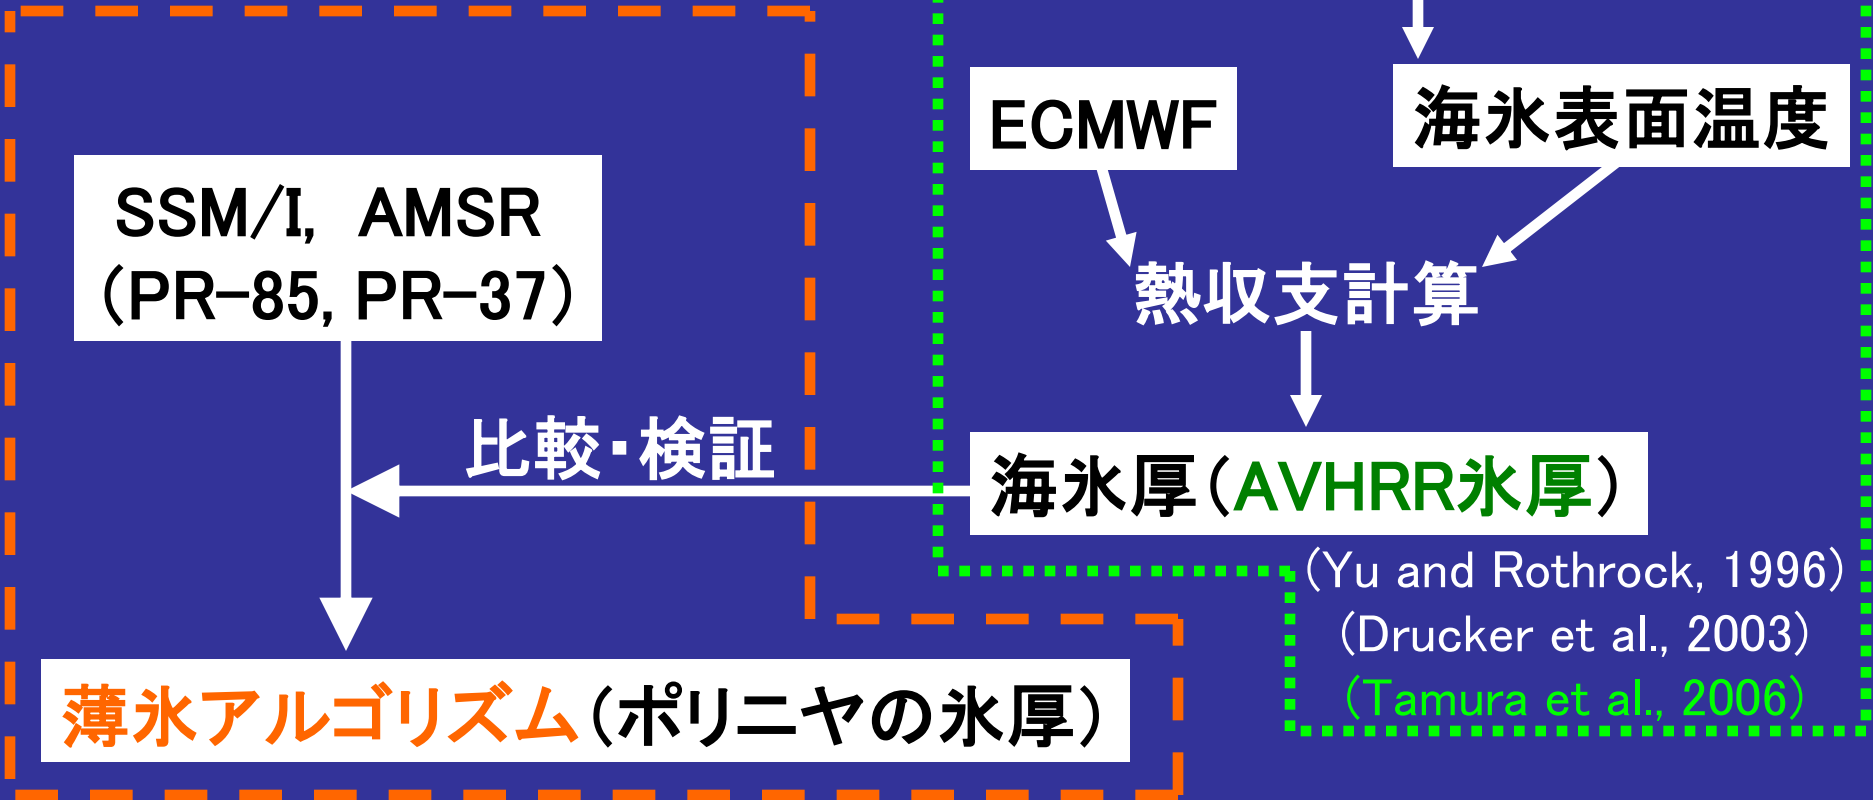 ECMWF
海氷表面温度
SSM/I, AMSR
(PR-85, PR-37)
熱収支計算
比較・検証
海氷厚(AVHRR氷厚)
(Yu and Rothrock, 1996)
(Drucker et al., 2003)
(Tamura et al., 2006)
薄氷アルゴリズム(ポリニヤの氷厚)